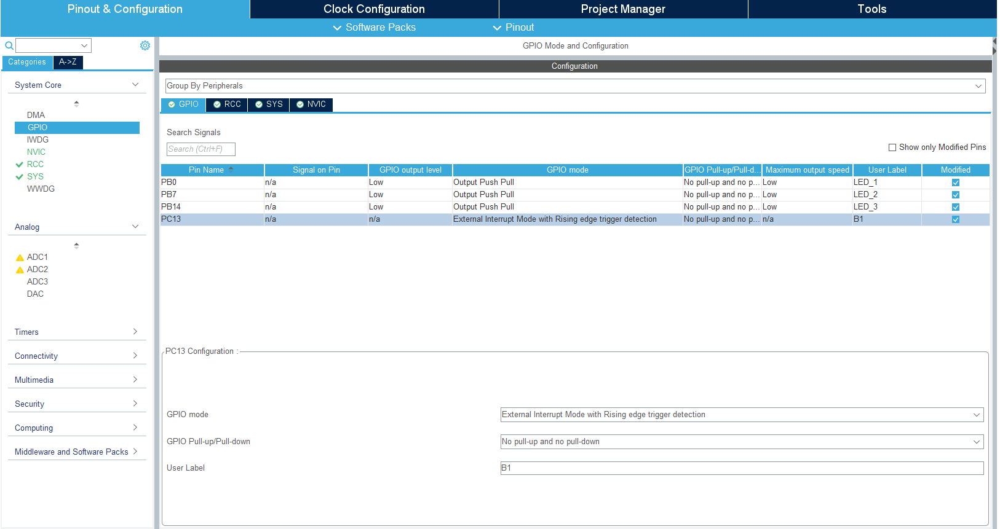 Pinout & Configuration
Clock Configuration
Project Manager
Tools
Software Packs
Pinout
Categories
A->Z
System Core
DMA
GPIO
IWDG
NVIC
RCC
SYS
WWDG
Analog
ADC1
ADC2
ADC3
DAC
Timers
Connectivity
Multimedia
Security
Computing
Middleware and Software Packs
GPIO Mode and Configuration
Configuration
Group By Peripherals
GPIO RCC SYS NVIC
Search Signals
Search (Ctrl+F)
Show only Modified Pins
Pin Name Signal on Pin GPIO output level GPIO mode GPIO Pull-up/Pull-d... Maximum output speed User Label Modified
PB0 n/a Low Output Push Pull No pull-up and no p... Low LED_1
PB7 n/a Low Output Push Pull No pull-up and no p... Low LED_2
PB14 n/a Low Output Push Pull No pull-up and no p... Low LED_3
PC13 n/a n/a External Interrupt Mode with Rising edge trigger detection No pull-up and no p... n/a B1
PC13 Configuration :
GPIO mode External Interrupt Mode with Rising edge trigger detection
GPIO Pull-up/Pull-down No pull-up and no pull-down
User Label B1